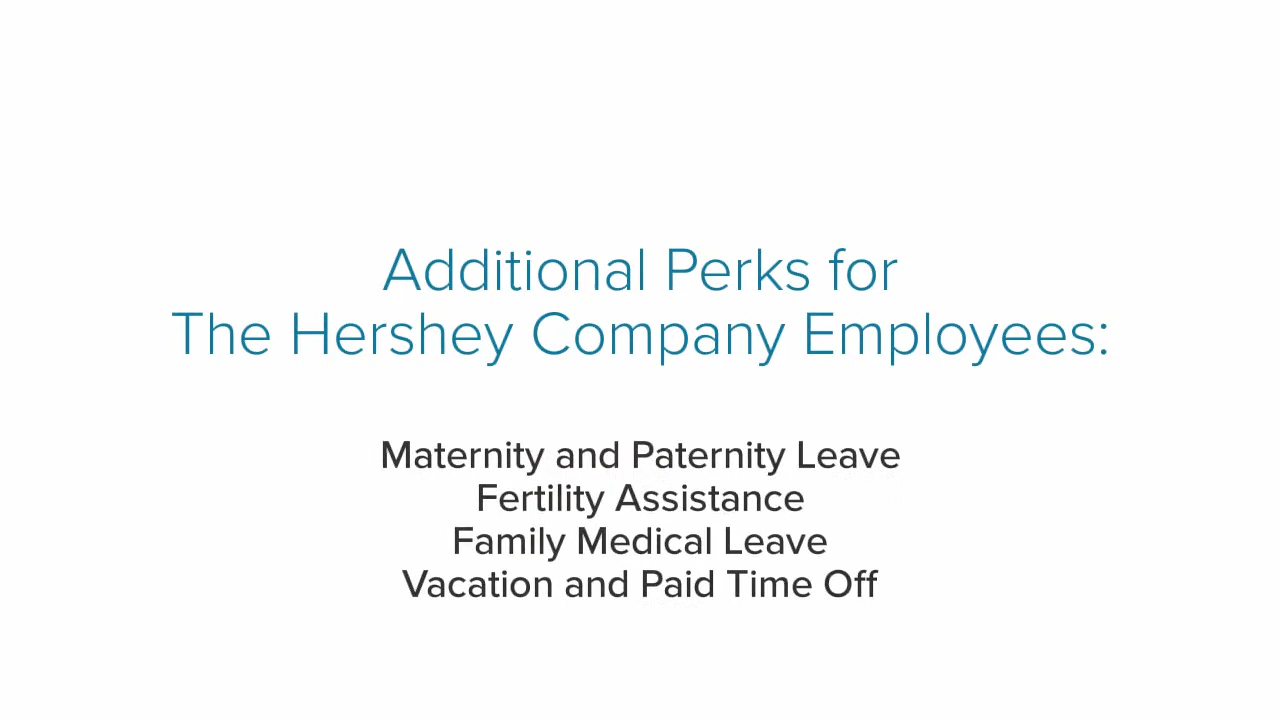 Additional Perks for
The Hershey Company Employees:
Maternity and Paternity Leave
Fertility Assistance
Family Medical Leave
Vacation and Paid Time Off